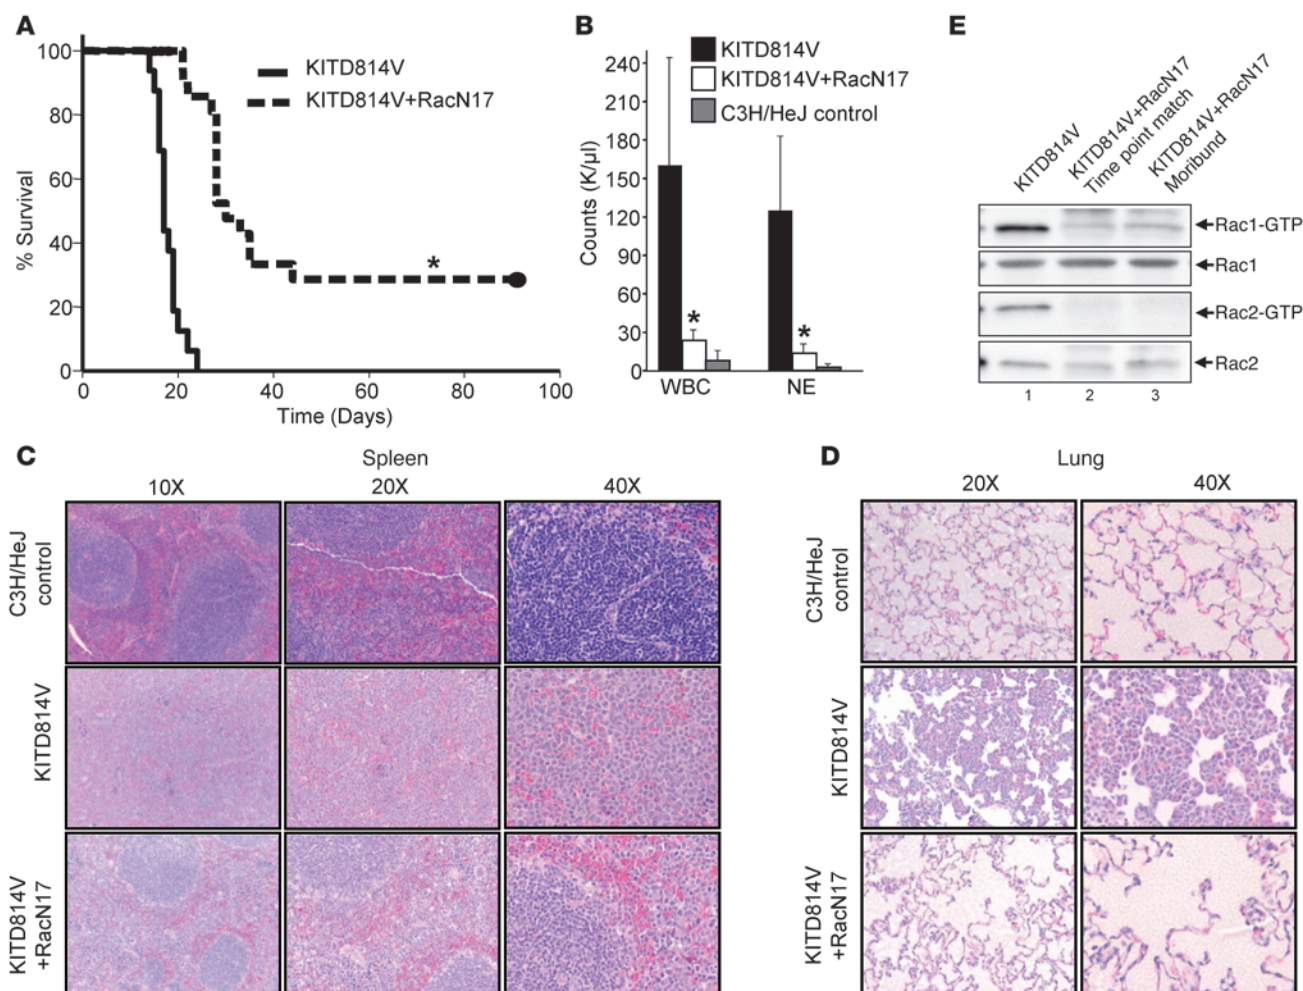 A
100
80
60
40
20
0
% Survival
0 20 40 60 80 100
Time (Days)
KITD814V
KITD814V+RacN17
*
B
KITD814V
KITD814V+RacN17
C3H/HeJ control
240
210
180
150
120
90
60
30
0
Counts (K/µl)
* *
WBC NE
E
KITD814V
KITD814V+RacN17
Time point match
KITD814V+RacN17
Moribund
Rac1-GTP
Rac1
Rac2-GTP
Rac2
1 2 3
C
Spleen
10X 20X 40X
C3H/HeJ
control
KITD814V
KITD814V
+RacN17
D
Lung
20X 40X
C3H/HeJ
control
KITD814V
KITD814V
+RacN17